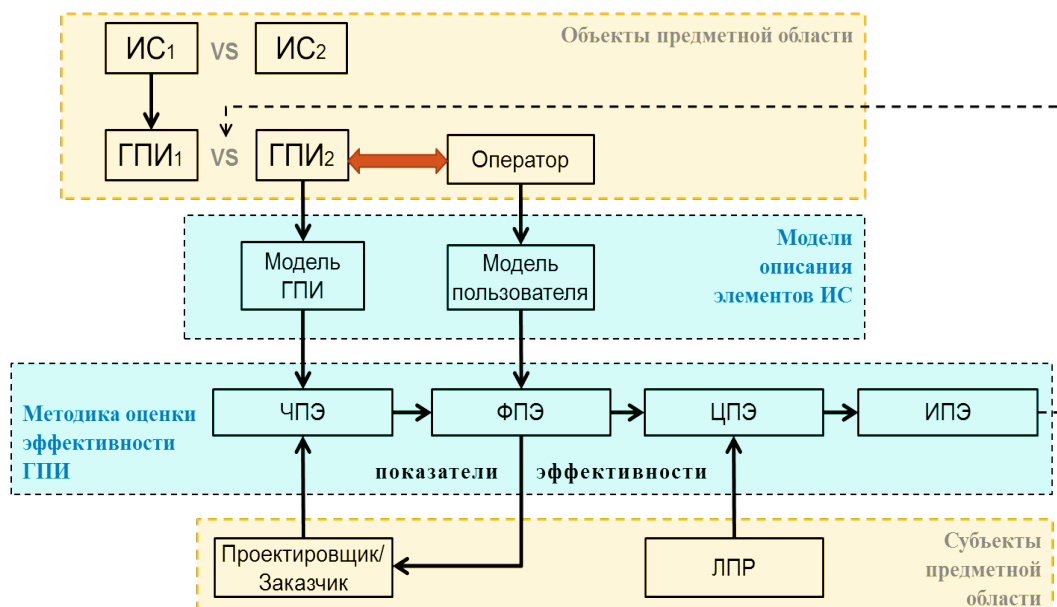 ИС1 VS ИС2
Объекты предметной области
ГПИ1 VS ГПИ2
Оператор
Модель
ГПИ
Модель
пользователя
Модели
описания
элементов ИС
Методика оценки
эффективности
ГПИ
ЧПЭ
ФПЭ
ЦПЭ
ИПЭ
показатели эффективности
Проектировщик/
Заказчик
ЛПР
Субъекты
предметной
области